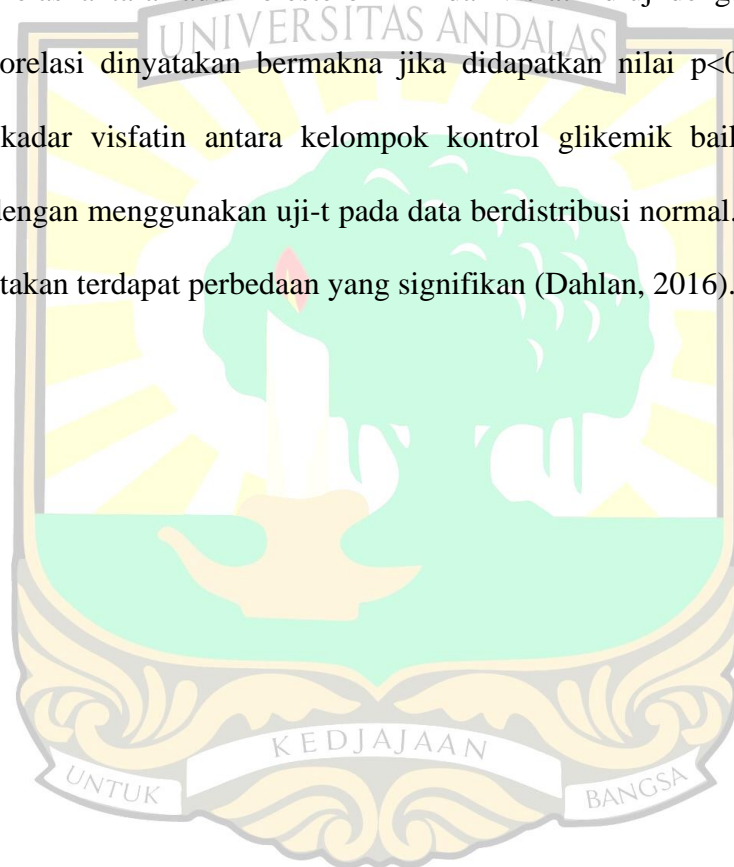 UNIVERSITAS ANDALAS
orelasi dinyatakan bermakna jika didapatkan nilai p<0
kadar visfatin antara kelompok kontrol glikemik bail
dengan menggunakan uji-t pada data berdistribusi normal.
takan terdapat perbedaan yang signifikan (Dahlan, 2016).
KEDJAJAAN
UNTUK BANGSA